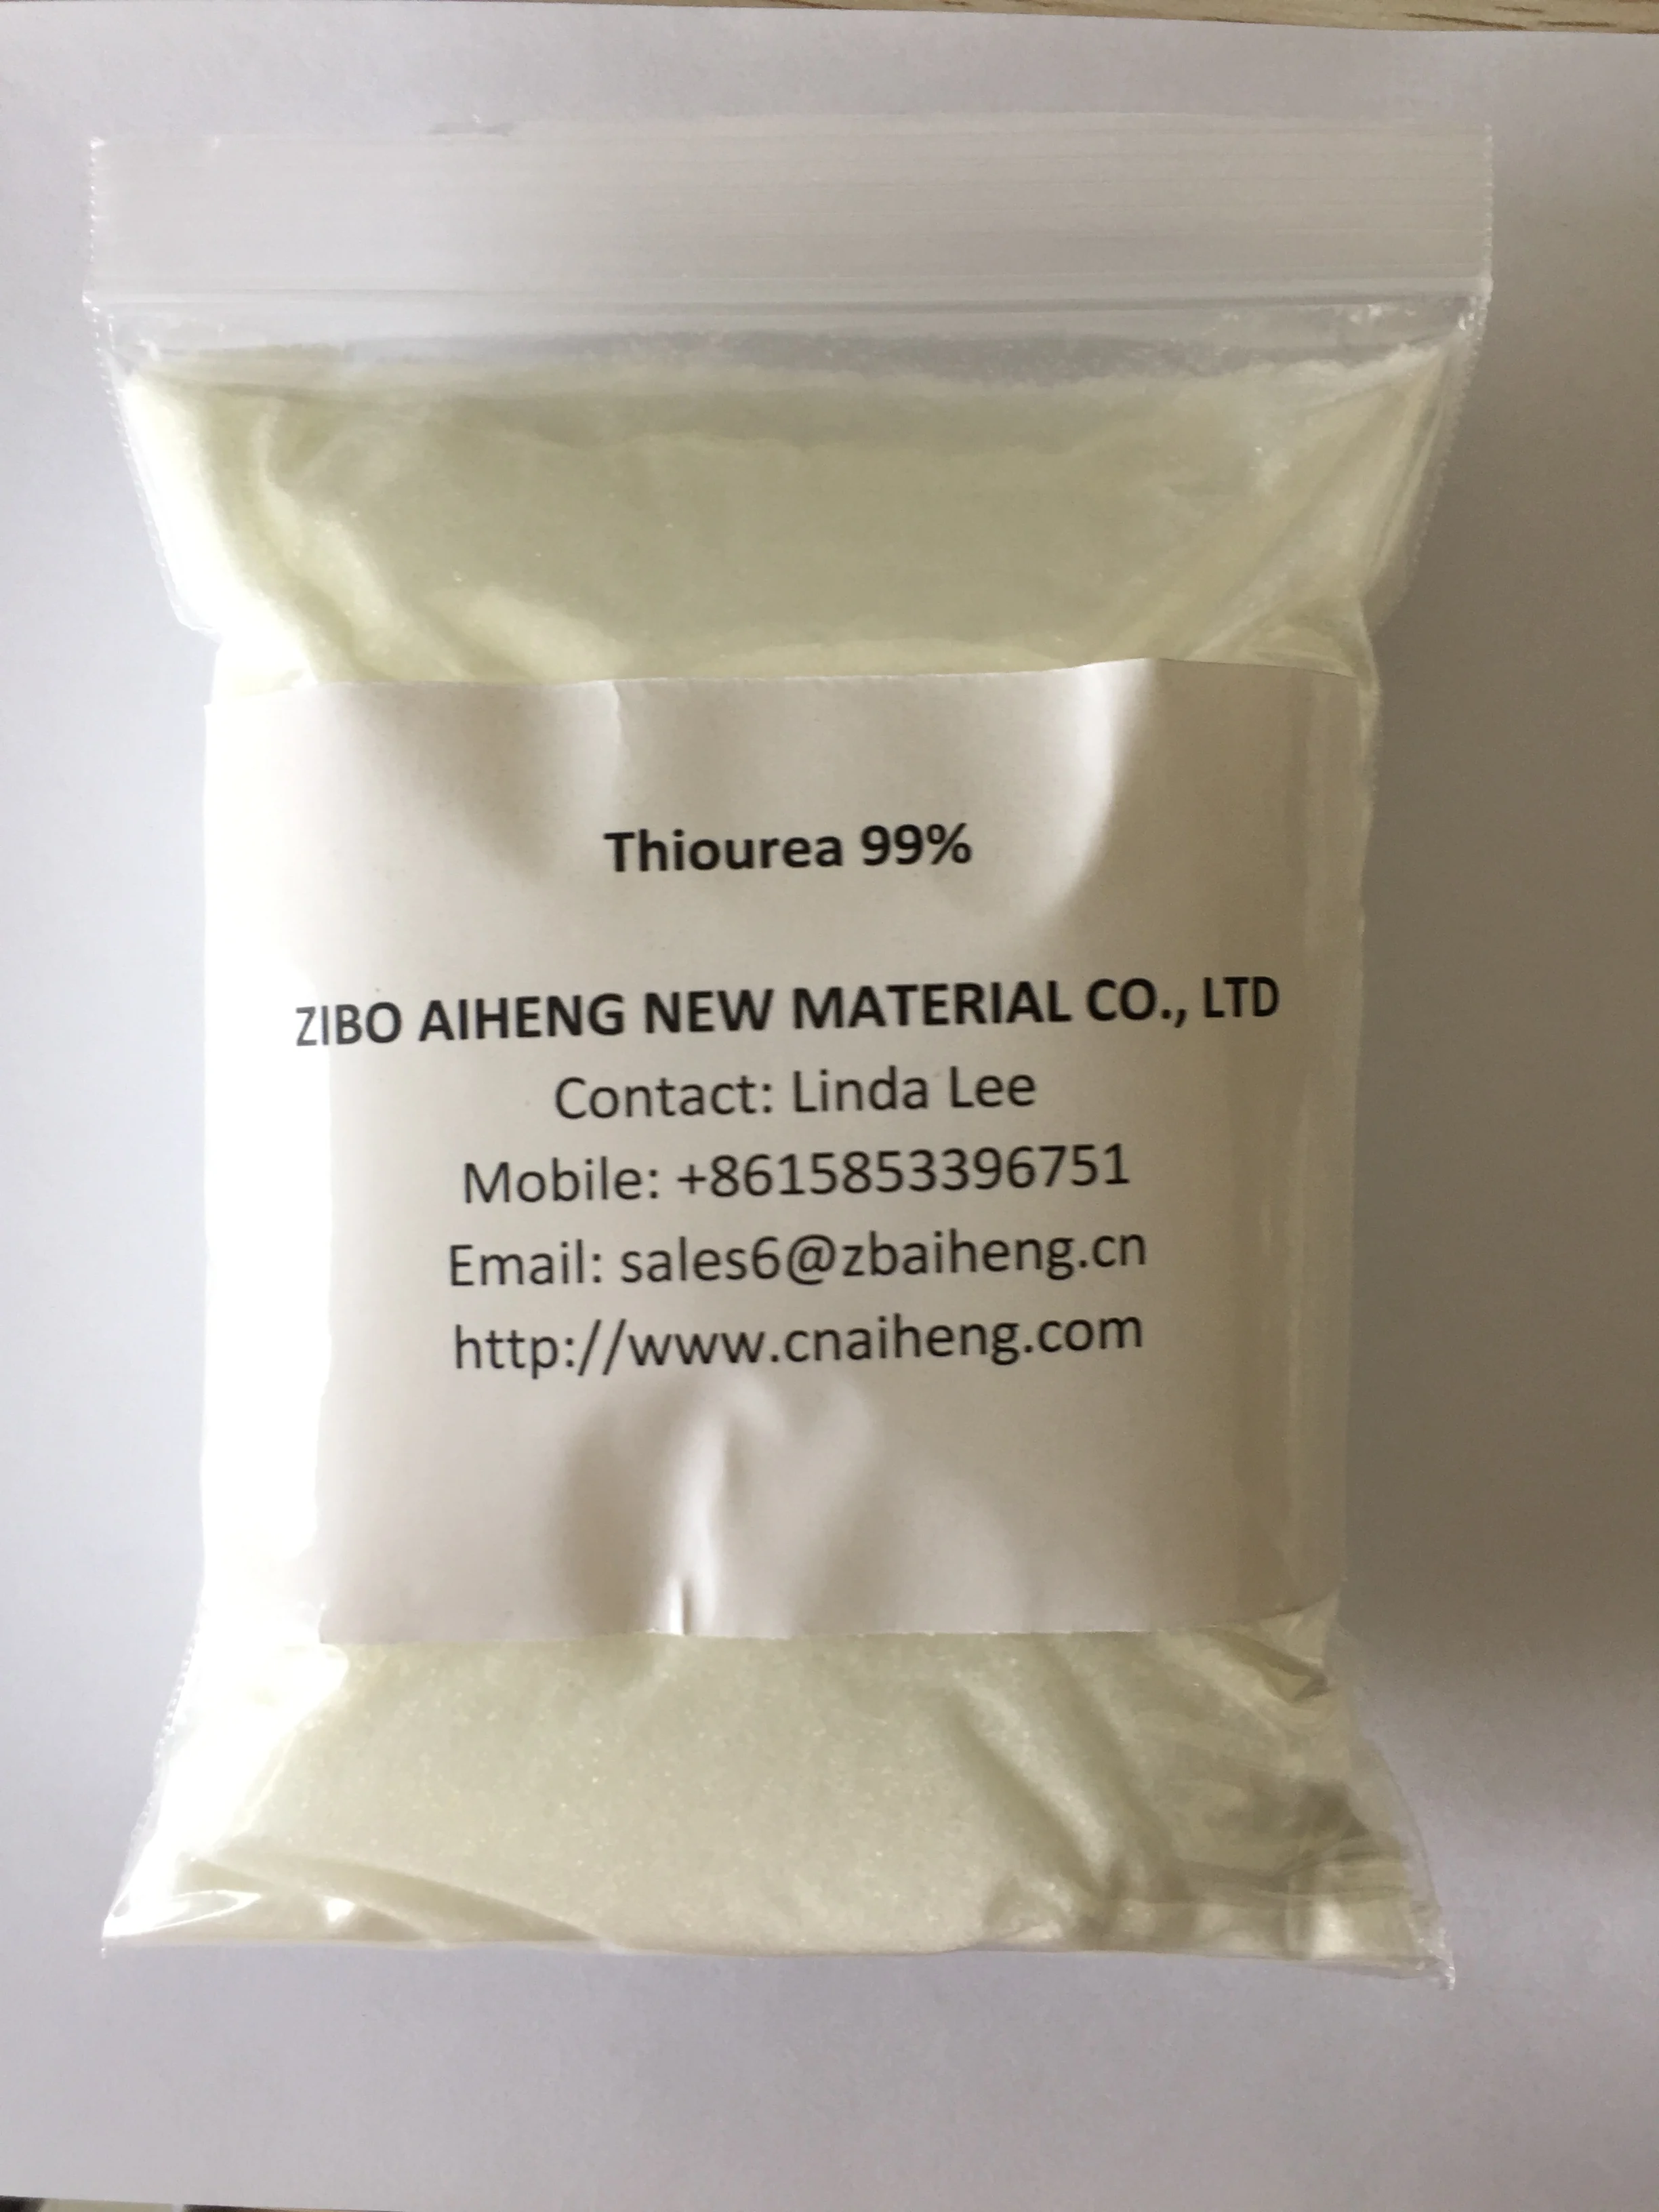 Thiourea 99%
ZIBO AIHENG NEW MATERIAL CO., LTD
Contact: Linda Lee
Mobile: +8615853396751
Email: sales6@zbaiheng.cn
http://www.cnaiheng.com